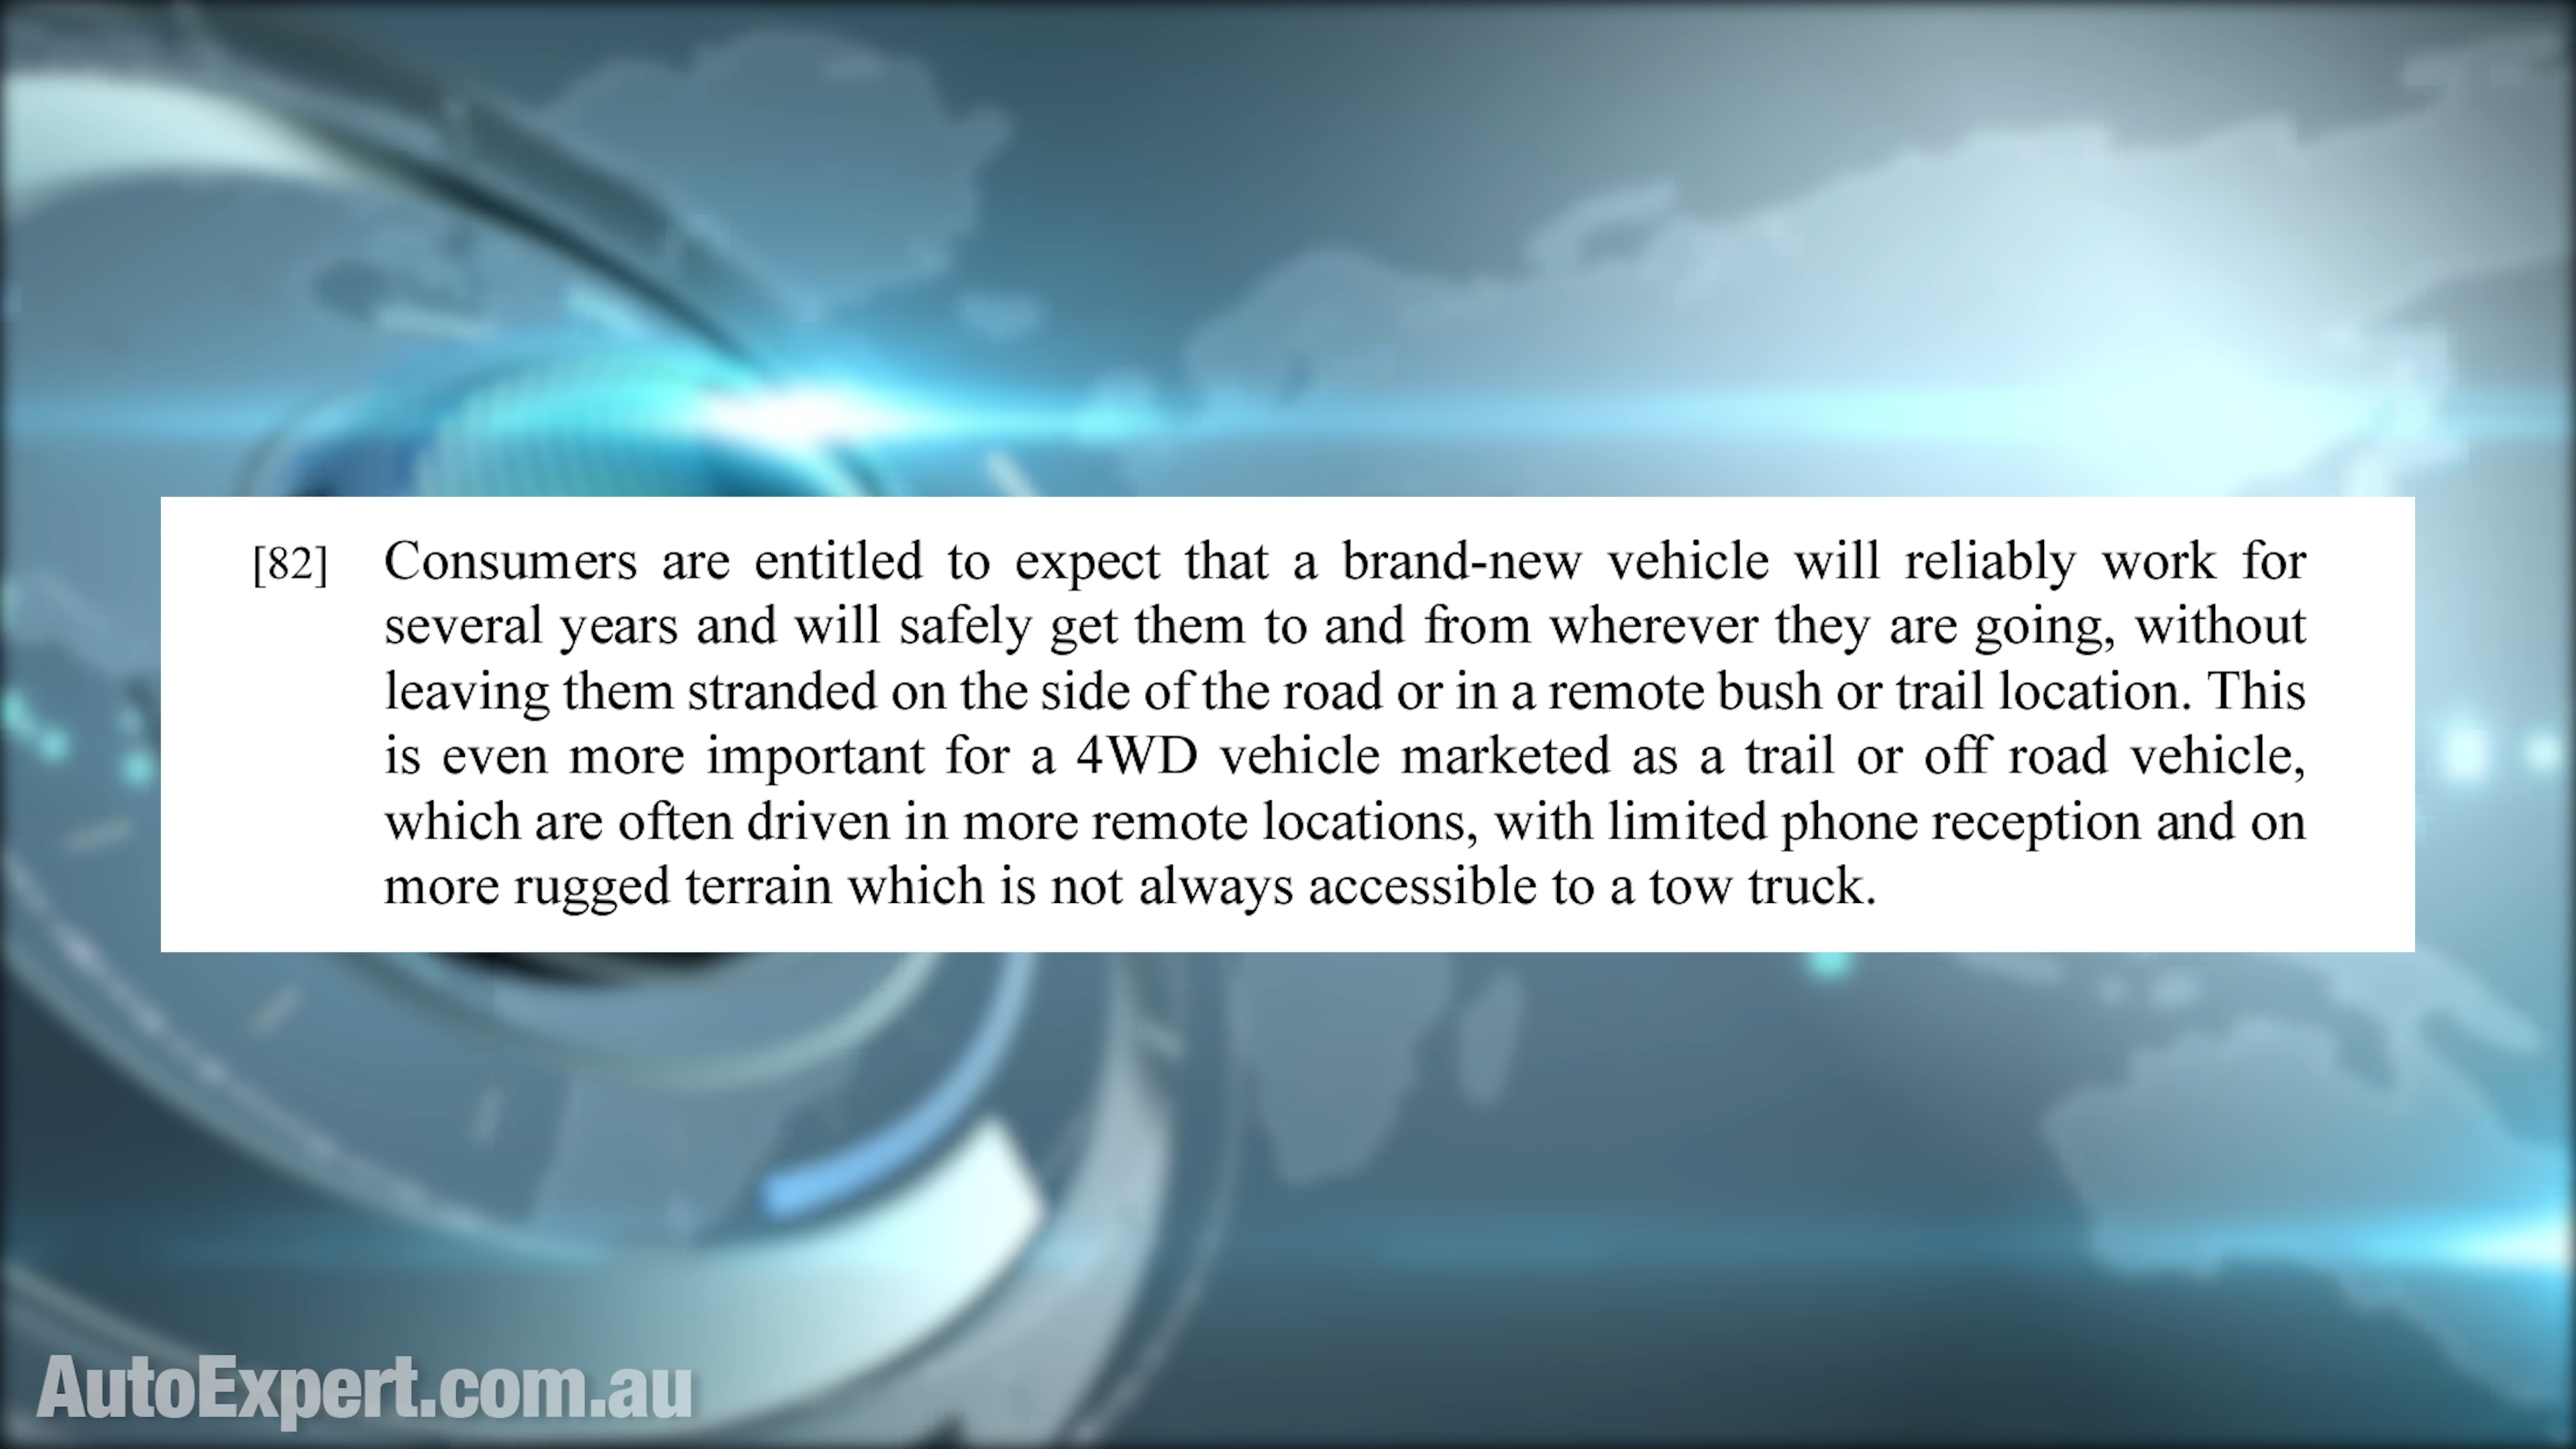 [82] Consumers are entitled to expect that a brand-new vehicle will reliably work for
several years and will safely get them to and from wherever they are going, without
leaving them stranded on the side of the road or in a remote bush or trail location. This
is even more important for a 4WD vehicle marketed as a trail or off road vehicle,
which are often driven in more remote locations, with limited phone reception and on
more rugged terrain which is not always accessible to a tow truck.
AutoExpert.com.au